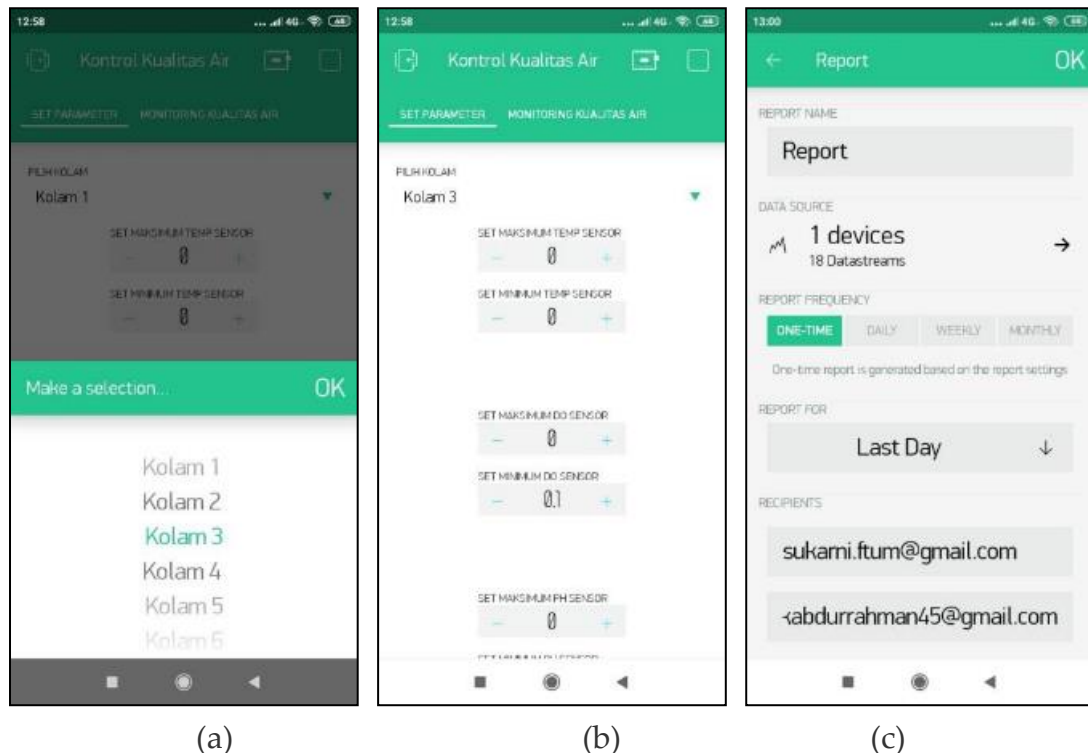 12:58
... 4G 48
Kontrol Kualitas Air
SET PARAMETER MONITORING KUALITAS AIR
PILIH KOLAM
Kolam 1
SET MAKSIMUM TEMP SENSOR
- 0 +
SET MINIMUM TEMP SENSOR
- 0 +
Make a selection... OK
Kolam 1
Kolam 2
Kolam 3
Kolam 4
Kolam 5
Kolam 6
(a)
12:58
... 4G 48
Kontrol Kualitas Air
SET PARAMETER MONITORING KUALITAS AIR
PILIH KOLAM
Kolam 3
SET MAKSIMUM TEMP SENSOR
- 0 +
SET MINIMUM TEMP SENSOR
- 0 +
SET MAKSIMUM DO SENSOR
- 0 +
SET MINIMUM DO SENSOR
- 0.1 +
SET MAKSIMUM PH SENSOR
- 0 +
(b)
13:00
... 4G
Report OK
REPORT NAME
Report
DATA SOURCE
1 devices
18 Datastreams
REPORT FREQUENCY
ONE-TIME DAILY WEEKLY MONTHLY
One-time report is generated based on the report settings
REPORT FOR
Last Day
RECIPIENTS
sukarni.ftum@gmail.com
kabdurrahman45@gmail.com
(c)